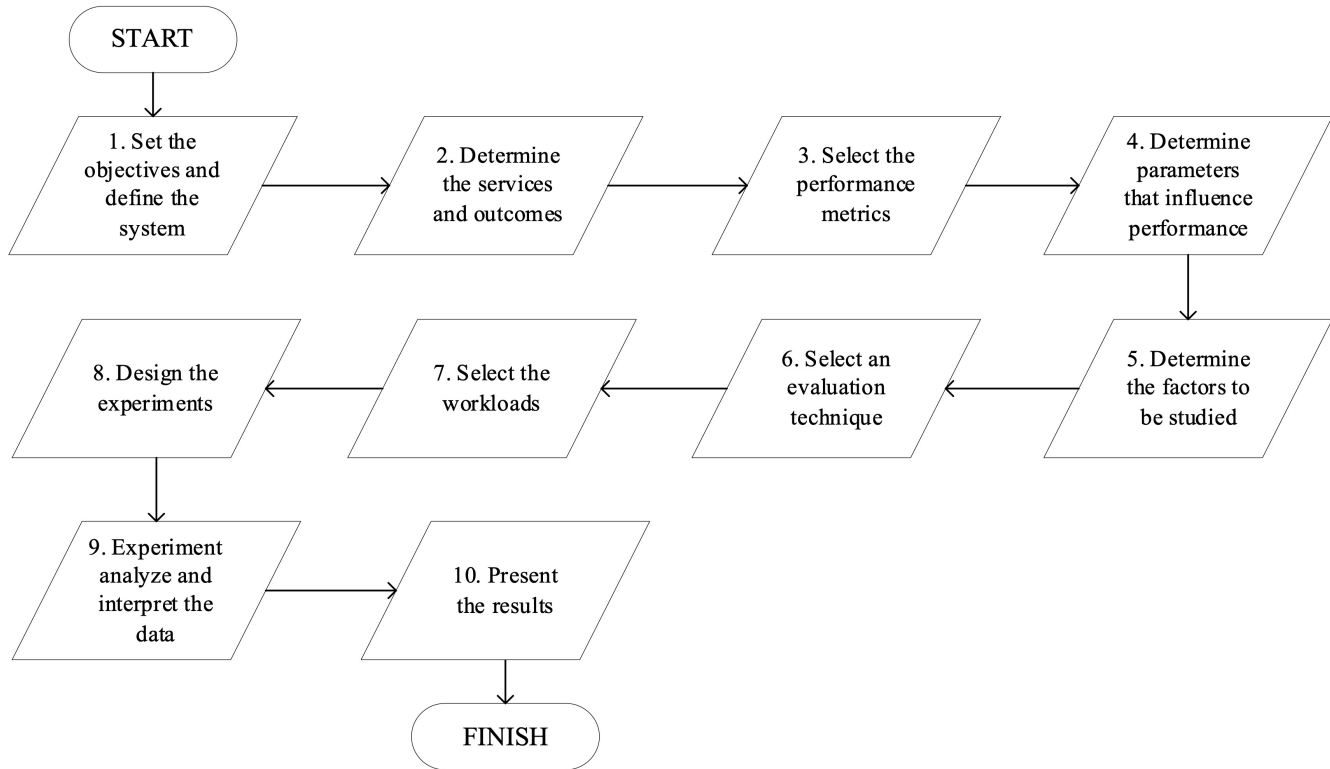 START
1. Set the
objectives and
define the
system
2. Determine
the services
and outcomes
3. Select the
performance
metrics
4. Determine
parameters
that influence
performance
5. Determine
the factors to
be studied
6. Select an
evaluation
technique
7. Select the
workloads
8. Design the
experiments
9. Experiment
analyze and
interpret the
data
10. Present
the results
FINISH